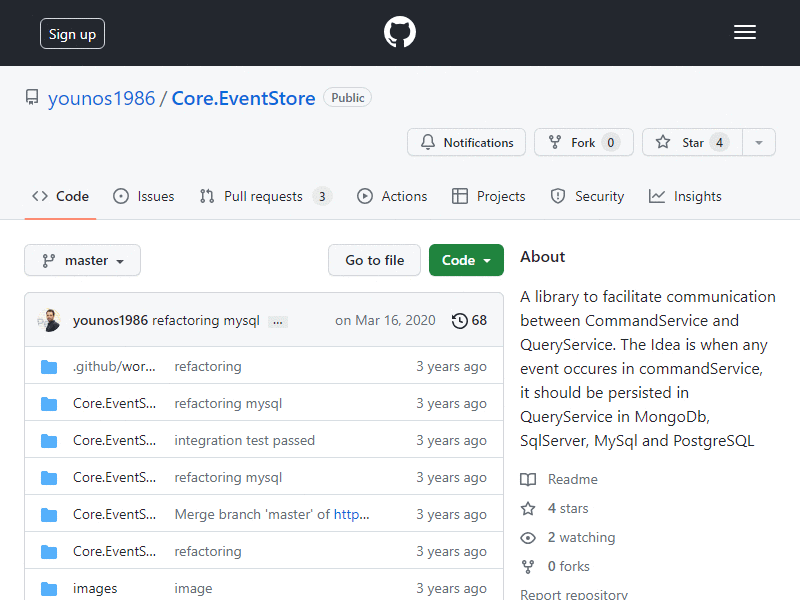 Sign up
younos1986 / Core.EventStore Public
Notifications Fork 0 Star 4
Code Issues Pull requests 3 Actions Projects Security Insights
master Go to file Code
younos1986 refactoring mysql ... on Mar 16, 2020 68
.github/wor... refactoring 3 years ago
Core.EventS... refactoring mysql 3 years ago
Core.EventS... integration test passed 3 years ago
Core.EventS... refactoring mysql 3 years ago
Core.EventS... Merge branch 'master' of http... 3 years ago
Core.EventS... refactoring 3 years ago
images image 3 years ago
About
A library to facilitate communication
between CommandService and
QueryService. The Idea is when any
event occures in commandService,
it should be persisted in
QueryService in MongoDb,
SqlServer, MySql and PostgreSQL
Readme
4 stars
2 watching
0 forks
Report repository